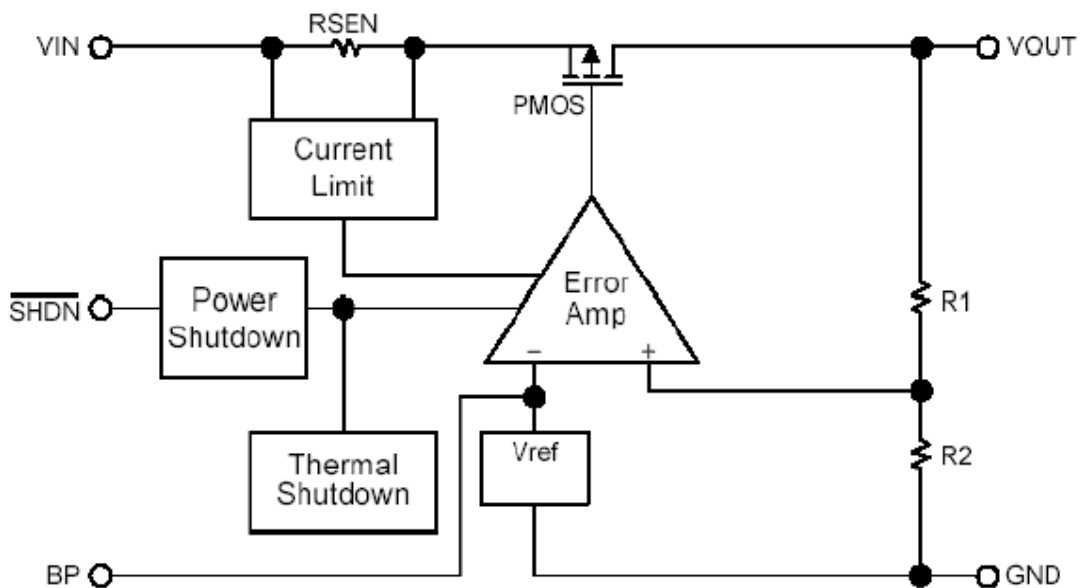 RSEN
VIN
VOUT
PMOS
Current
Limit
Error
Amp
SHDN
Power
Shutdown
R1
− +
Vref
R2
Thermal
Shutdown
BP
GND